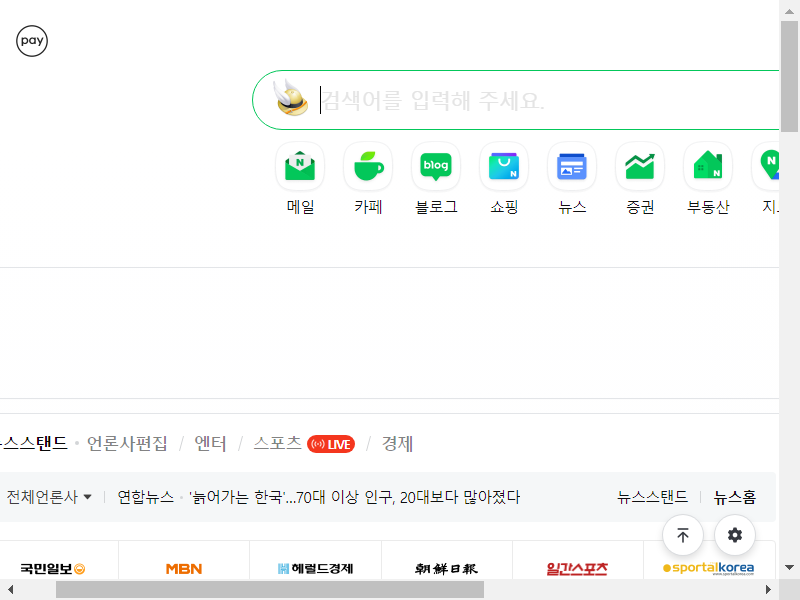 pay
검색어를 입력해 주세요.
N blog N N N
메일 카페 블로그 쇼핑 뉴스 증권 부동산 지..
스스탠드 · 언론사편집 / 엔터 / 스포츠 LIVE / 경제
전체언론사 연합뉴스 · '늙어가는 한국'...70대 이상 인구, 20대보다 많아졌다 뉴스스탠드 뉴스홈
국민일보 MBN 헤럴드경제 朝鮮日報 일간스포츠 sportalkorea
www.sportalkorea.com